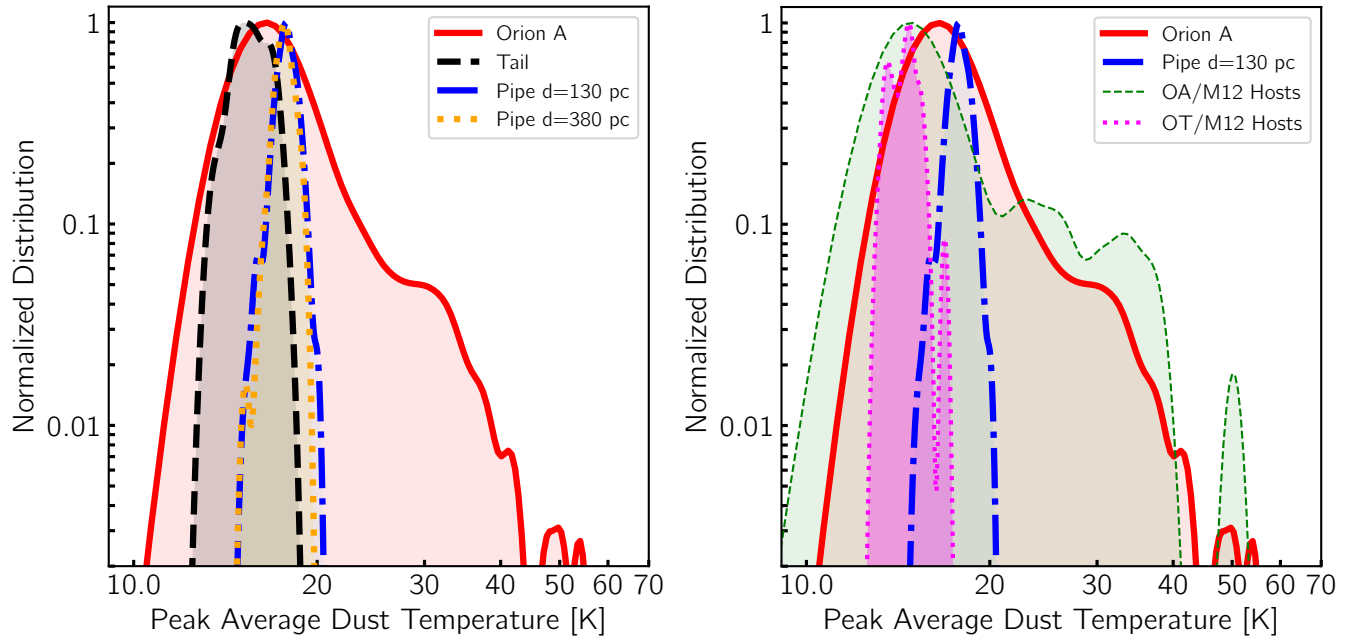 1
0.1
0.01
Normalized Distribution
10.0
20
30
40
50
60
70
Peak Average Dust Temperature [K]
Orion A
Tail
Pipe d=130 pc
Pipe d=380 pc
1
0.1
0.01
Normalized Distribution
10.0
20
30
40
50
60
70
Peak Average Dust Temperature [K]
Orion A
Pipe d=130 pc
OA/M12 Hosts
OT/M12 Hosts